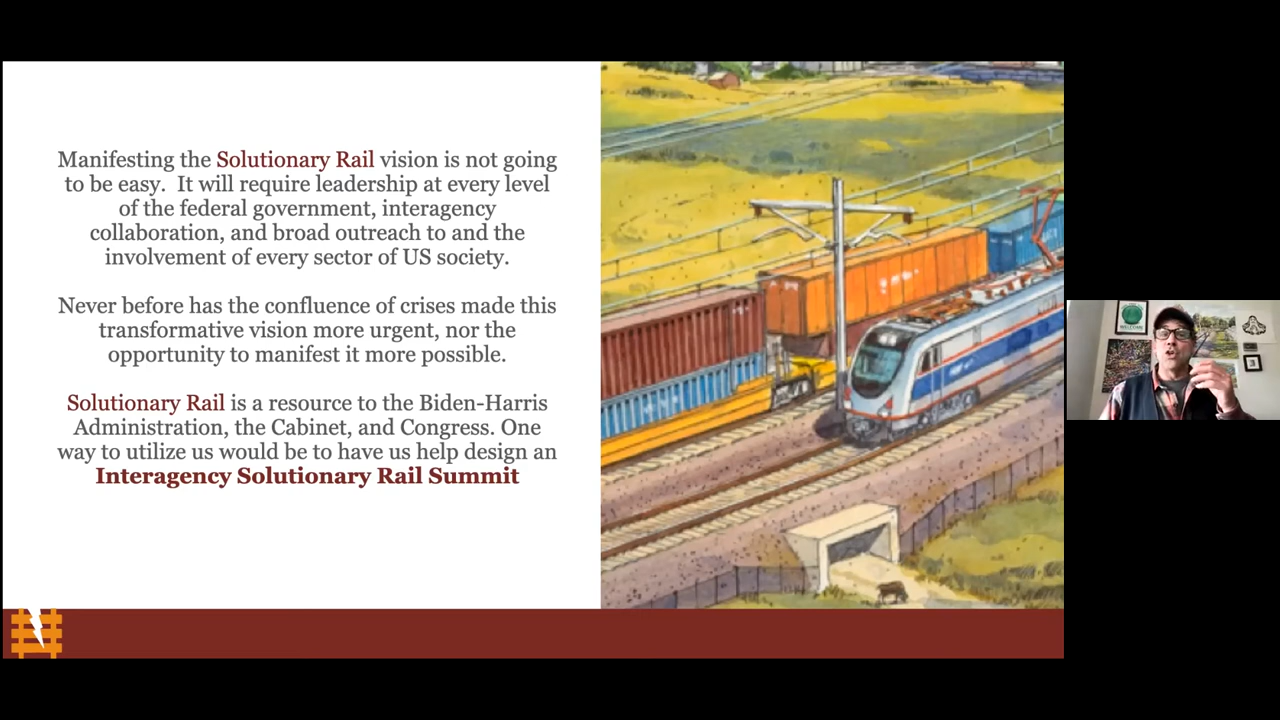 Manifesting the Solutionary Rail vision is not going
to be easy.  It will require leadership at every level
of the federal government, interagency
collaboration, and broad outreach to and the
involvement of every sector of US society.
Never before has the confluence of crises made this
transformative vision more urgent, nor the
opportunity to manifest it more possible.
Solutionary Rail is a resource to the Biden-Harris
Administration, the Cabinet, and Congress. One
way to utilize us would be to have us help design an
Interagency Solutionary Rail Summit
WELCOME